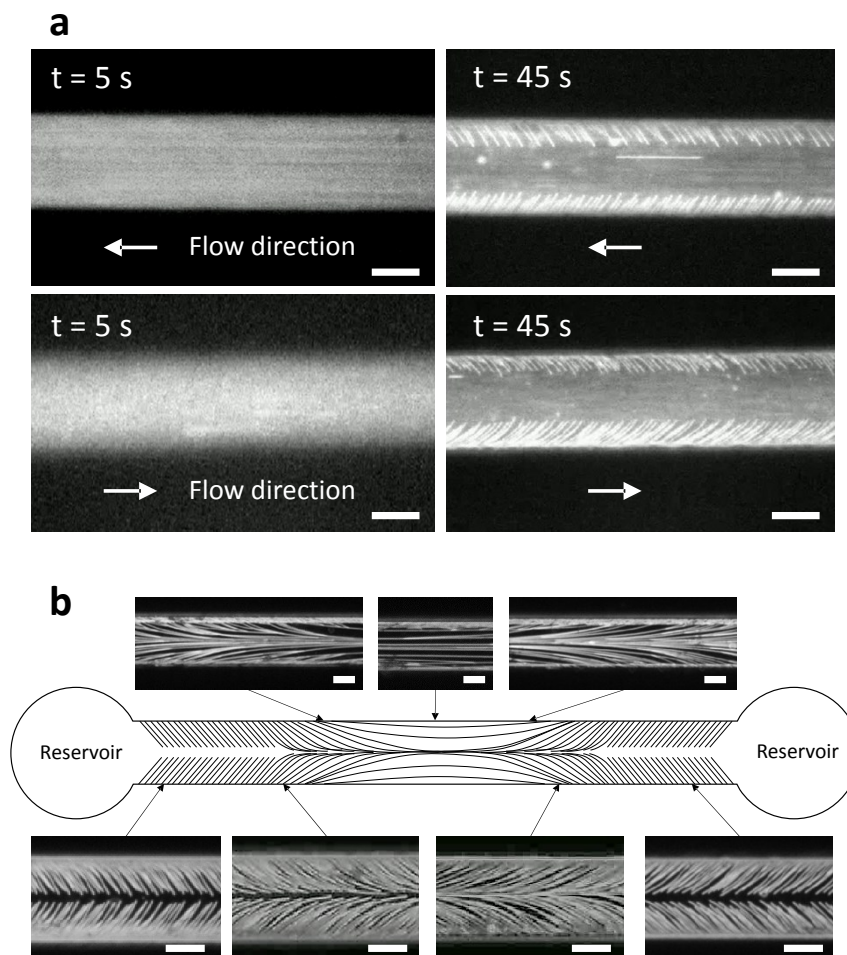 a
t = 5 s
t = 45 s
Flow direction
t = 5 s
t = 45 s
Flow direction
b
Reservoir
Reservoir